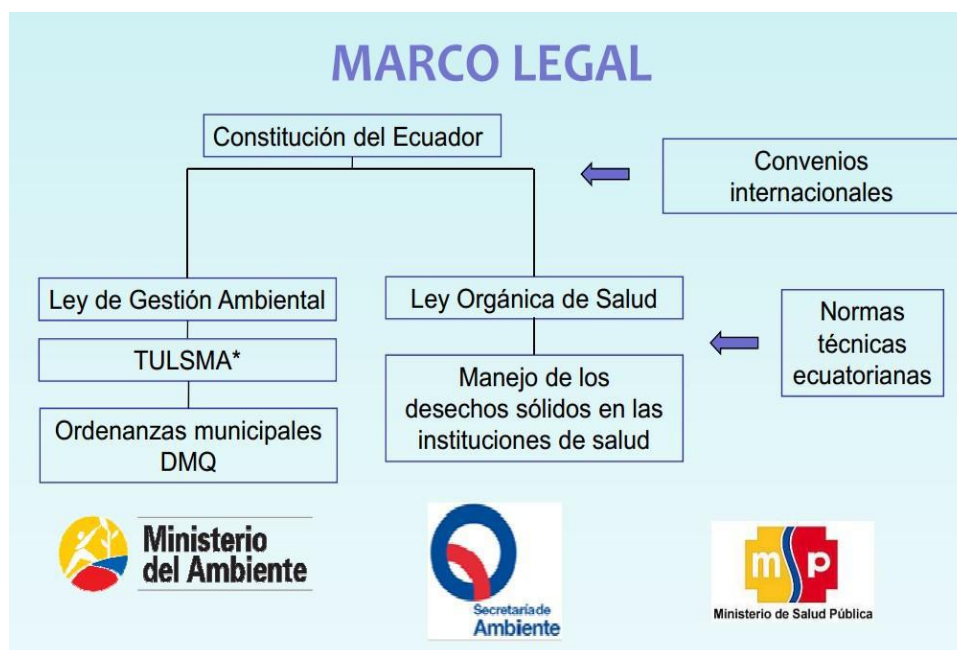 MARCO LEGAL
Constitución del Ecuador
Convenios
internacionales
Ley de Gestión Ambiental
TULSMA*
Ordenanzas municipales
DMQ
Ley Orgánica de Salud
Manejo de los
desechos sólidos en las
instituciones de salud
Normas
técnicas
ecuatorianas
Ministerio
del Ambiente
Secretaría de
Ambiente
m p
Ministerio de Salud Pública